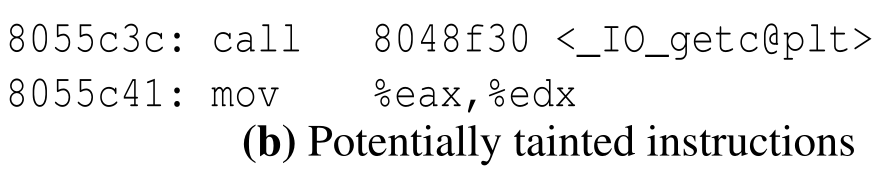 8055c3c: call 8048f30 <_IO_getc@plt>
8055c41: mov %eax,%edx
(b) Potentially tainted instructions